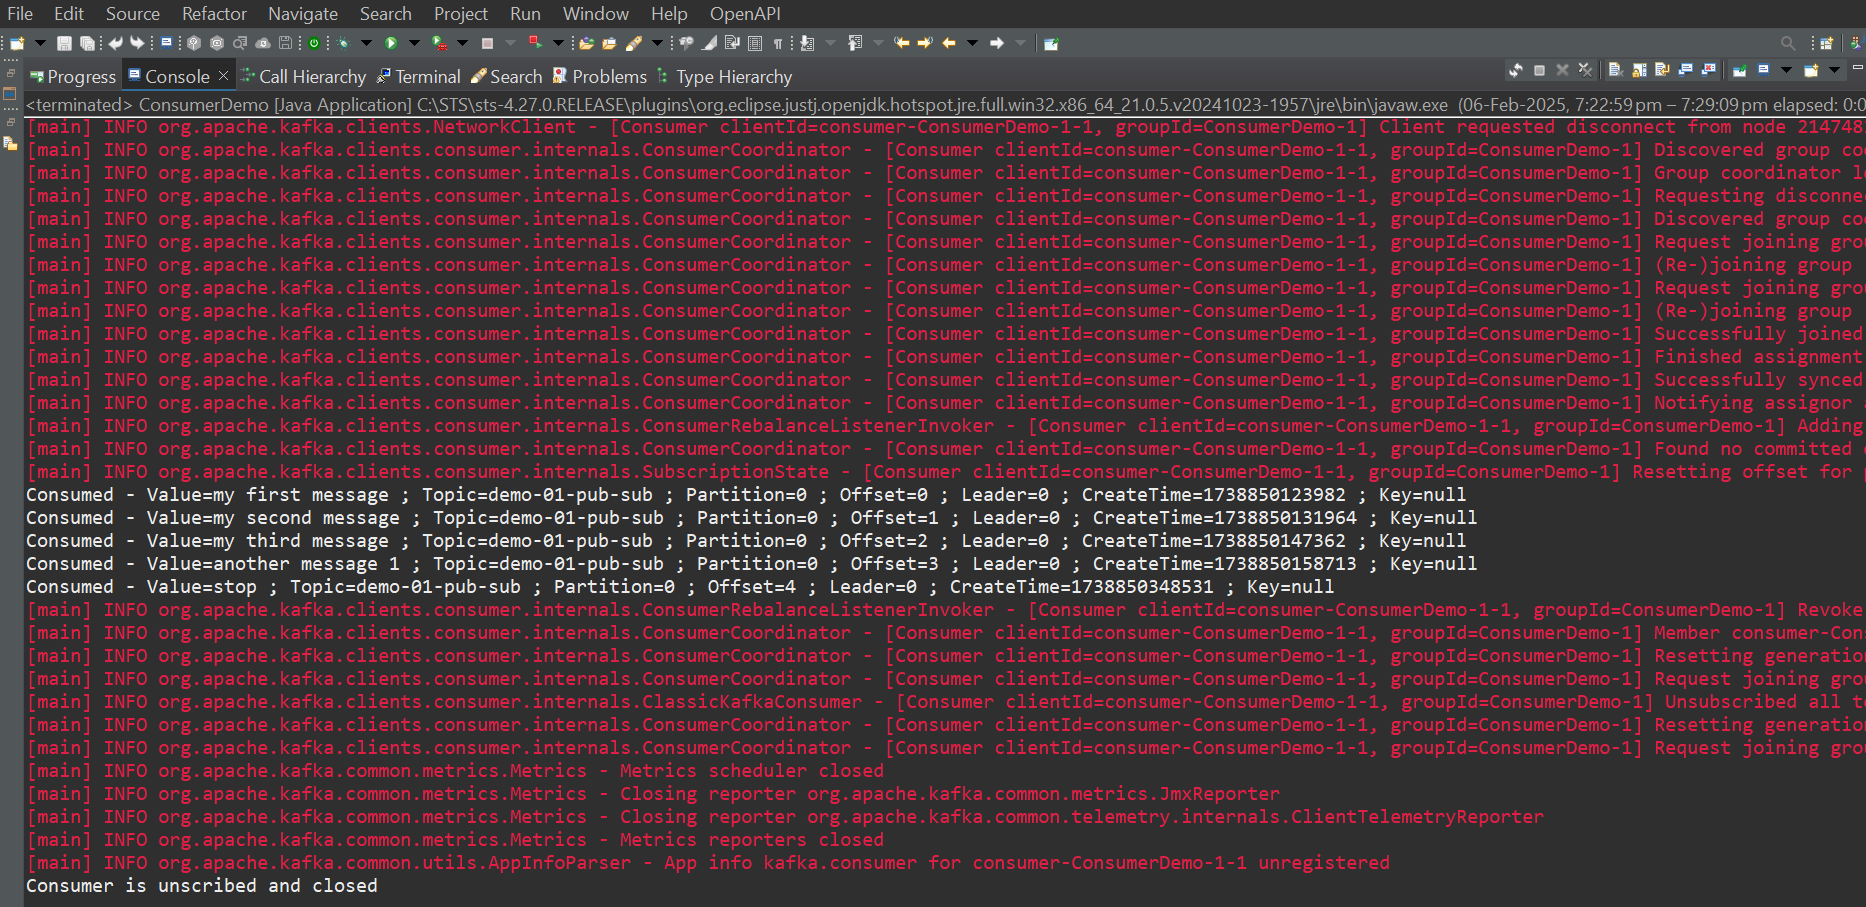 File Edit Source Refactor Navigate Search Project Run Window Help OpenAPI
Progress Console Call Hierarchy Terminal Search Problems Type Hierarchy
<terminated> ConsumerDemo [Java Application] C:\STS\sts-4.27.0.RELEASE\plugins\org.eclipse.justj.openjdk.hotspot.jre.full.win32.x86_64_21.0.5.v20241023-1957\jre\bin\javaw.exe (06-Feb-2025, 7:22:59 pm – 7:29:09 pm elapsed: 0:0
[main] INFO org.apache.kafka.clients.NetworkClient - [Consumer clientId=consumer-ConsumerDemo-1-1, groupId=ConsumerDemo-1] Client requested disconnect from node 214748
[main] INFO org.apache.kafka.clients.consumer.internals.ConsumerCoordinator - [Consumer clientId=consumer-ConsumerDemo-1-1, groupId=ConsumerDemo-1] Discovered group co
[main] INFO org.apache.kafka.clients.consumer.internals.ConsumerCoordinator - [Consumer clientId=consumer-ConsumerDemo-1-1, groupId=ConsumerDemo-1] Group coordinator l
[main] INFO org.apache.kafka.clients.consumer.internals.ConsumerCoordinator - [Consumer clientId=consumer-ConsumerDemo-1-1, groupId=ConsumerDemo-1] Requesting disconne
[main] INFO org.apache.kafka.clients.consumer.internals.ConsumerCoordinator - [Consumer clientId=consumer-ConsumerDemo-1-1, groupId=ConsumerDemo-1] Discovered group co
[main] INFO org.apache.kafka.clients.consumer.internals.ConsumerCoordinator - [Consumer clientId=consumer-ConsumerDemo-1-1, groupId=ConsumerDemo-1] Request joining gro
[main] INFO org.apache.kafka.clients.consumer.internals.ConsumerCoordinator - [Consumer clientId=consumer-ConsumerDemo-1-1, groupId=ConsumerDemo-1] (Re-)joining group
[main] INFO org.apache.kafka.clients.consumer.internals.ConsumerCoordinator - [Consumer clientId=consumer-ConsumerDemo-1-1, groupId=ConsumerDemo-1] Request joining gro
[main] INFO org.apache.kafka.clients.consumer.internals.ConsumerCoordinator - [Consumer clientId=consumer-ConsumerDemo-1-1, groupId=ConsumerDemo-1] (Re-)joining group
[main] INFO org.apache.kafka.clients.consumer.internals.ConsumerCoordinator - [Consumer clientId=consumer-ConsumerDemo-1-1, groupId=ConsumerDemo-1] Successfully joined
[main] INFO org.apache.kafka.clients.consumer.internals.ConsumerCoordinator - [Consumer clientId=consumer-ConsumerDemo-1-1, groupId=ConsumerDemo-1] Finished assignment
[main] INFO org.apache.kafka.clients.consumer.internals.ConsumerCoordinator - [Consumer clientId=consumer-ConsumerDemo-1-1, groupId=ConsumerDemo-1] Successfully synced
[main] INFO org.apache.kafka.clients.consumer.internals.ConsumerCoordinator - [Consumer clientId=consumer-ConsumerDemo-1-1, groupId=ConsumerDemo-1] Notifying assignor
[main] INFO org.apache.kafka.clients.consumer.internals.ConsumerRebalanceListenerInvoker - [Consumer clientId=consumer-ConsumerDemo-1-1, groupId=ConsumerDemo-1] Adding
[main] INFO org.apache.kafka.clients.consumer.internals.ConsumerCoordinator - [Consumer clientId=consumer-ConsumerDemo-1-1, groupId=ConsumerDemo-1] Found no committed
[main] INFO org.apache.kafka.clients.consumer.internals.SubscriptionState - [Consumer clientId=consumer-ConsumerDemo-1-1, groupId=ConsumerDemo-1] Resetting offset for
Consumed - Value=my first message ; Topic=demo-01-pub-sub ; Partition=0 ; Offset=0 ; Leader=0 ; CreateTime=1738850123982 ; Key=null
Consumed - Value=my second message ; Topic=demo-01-pub-sub ; Partition=0 ; Offset=1 ; Leader=0 ; CreateTime=1738850131964 ; Key=null
Consumed - Value=my third message ; Topic=demo-01-pub-sub ; Partition=0 ; Offset=2 ; Leader=0 ; CreateTime=1738850147362 ; Key=null
Consumed - Value=another message 1 ; Topic=demo-01-pub-sub ; Partition=0 ; Offset=3 ; Leader=0 ; CreateTime=1738850158713 ; Key=null
Consumed - Value=stop ; Topic=demo-01-pub-sub ; Partition=0 ; Offset=4 ; Leader=0 ; CreateTime=1738850348531 ; Key=null
[main] INFO org.apache.kafka.clients.consumer.internals.ConsumerRebalanceListenerInvoker - [Consumer clientId=consumer-ConsumerDemo-1-1, groupId=ConsumerDemo-1] Revoke
[main] INFO org.apache.kafka.clients.consumer.internals.ConsumerCoordinator - [Consumer clientId=consumer-ConsumerDemo-1-1, groupId=ConsumerDemo-1] Member consumer-Con
[main] INFO org.apache.kafka.clients.consumer.internals.ConsumerCoordinator - [Consumer clientId=consumer-ConsumerDemo-1-1, groupId=ConsumerDemo-1] Resetting generation
[main] INFO org.apache.kafka.clients.consumer.internals.ConsumerCoordinator - [Consumer clientId=consumer-ConsumerDemo-1-1, groupId=ConsumerDemo-1] Request joining gro
[main] INFO org.apache.kafka.clients.consumer.internals.ClassicKafkaConsumer - [Consumer clientId=consumer-ConsumerDemo-1-1, groupId=ConsumerDemo-1] Unsubscribed all t
[main] INFO org.apache.kafka.clients.consumer.internals.ConsumerCoordinator - [Consumer clientId=consumer-ConsumerDemo-1-1, groupId=ConsumerDemo-1] Resetting generation
[main] INFO org.apache.kafka.clients.consumer.internals.ConsumerCoordinator - [Consumer clientId=consumer-ConsumerDemo-1-1, groupId=ConsumerDemo-1] Request joining gro
[main] INFO org.apache.kafka.common.metrics.Metrics - Metrics scheduler closed
[main] INFO org.apache.kafka.common.metrics.Metrics - Closing reporter org.apache.kafka.common.metrics.JmxReporter
[main] INFO org.apache.kafka.common.metrics.Metrics - Closing reporter org.apache.kafka.common.telemetry.internals.ClientTelemetryReporter
[main] INFO org.apache.kafka.common.metrics.Metrics - Metrics reporters closed
[main] INFO org.apache.kafka.common.utils.AppInfoParser - App info kafka.consumer for consumer-ConsumerDemo-1-1 unregistered
Consumer is unscribed and closed